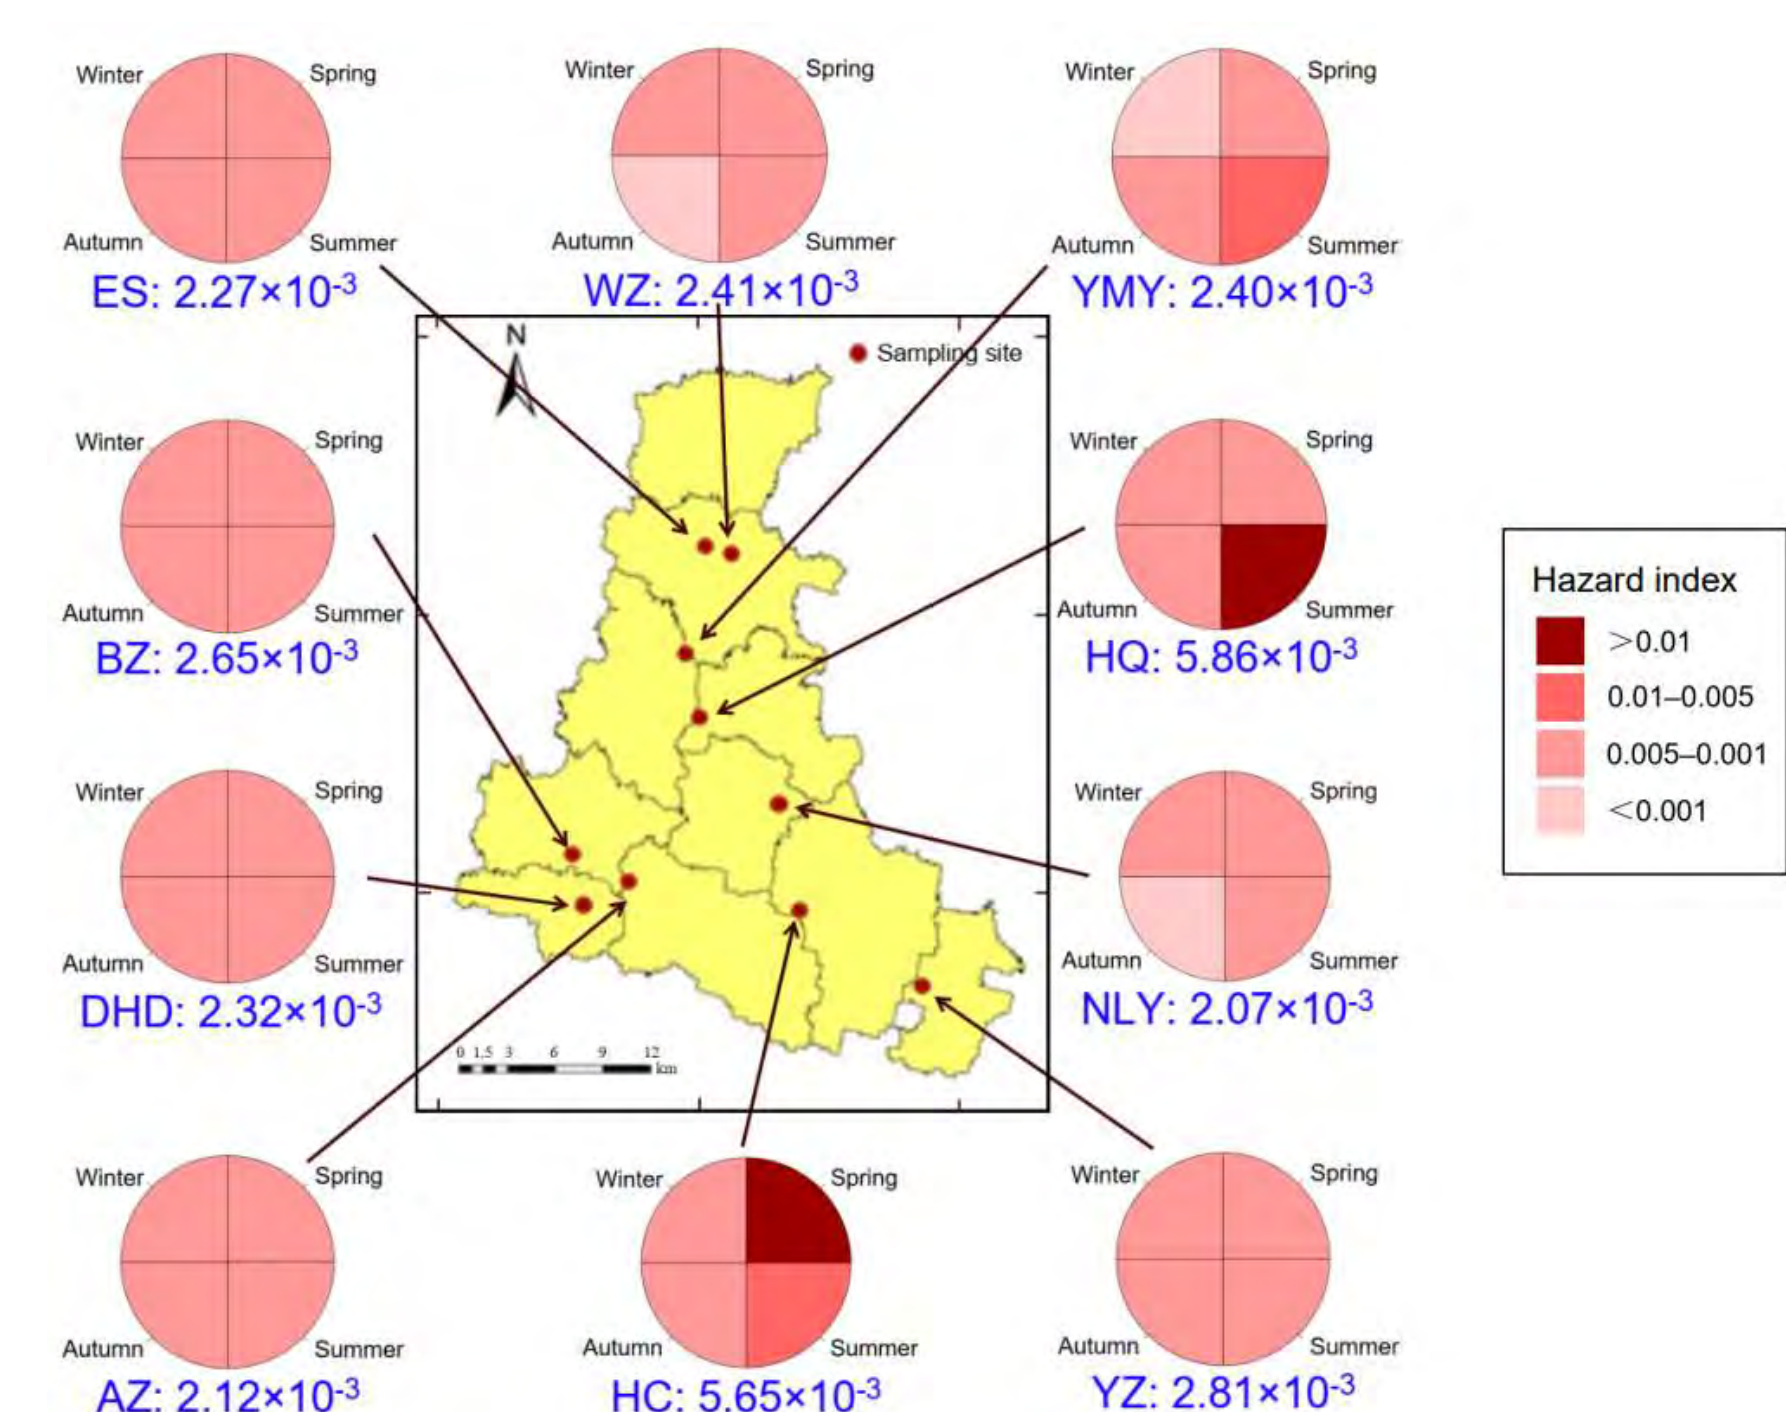 Winter
Spring
Autumn
Summer
ES: 2.27×10⁻³
Winter
Spring
Autumn
Summer
WZ: 2.41×10⁻³
Winter
Spring
Autumn
Summer
YMY: 2.40×10⁻³
N
Sampling site
Winter
Spring
Autumn
Summer
BZ: 2.65×10⁻³
Winter
Spring
Autumn
Summer
HQ: 5.86×10⁻³
Hazard index
>0.01
0.01–0.005
0.005–0.001
<0.001
Winter
Spring
Autumn
Summer
DHD: 2.32×10⁻³
Winter
Spring
Autumn
Summer
NLY: 2.07×10⁻³
0 1.5 3 6 9 12
km
Winter
Spring
Autumn
Summer
AZ: 2.12×10⁻³
Winter
Spring
Autumn
Summer
HC: 5.65×10⁻³
Winter
Spring
Autumn
Summer
YZ: 2.81×10⁻³